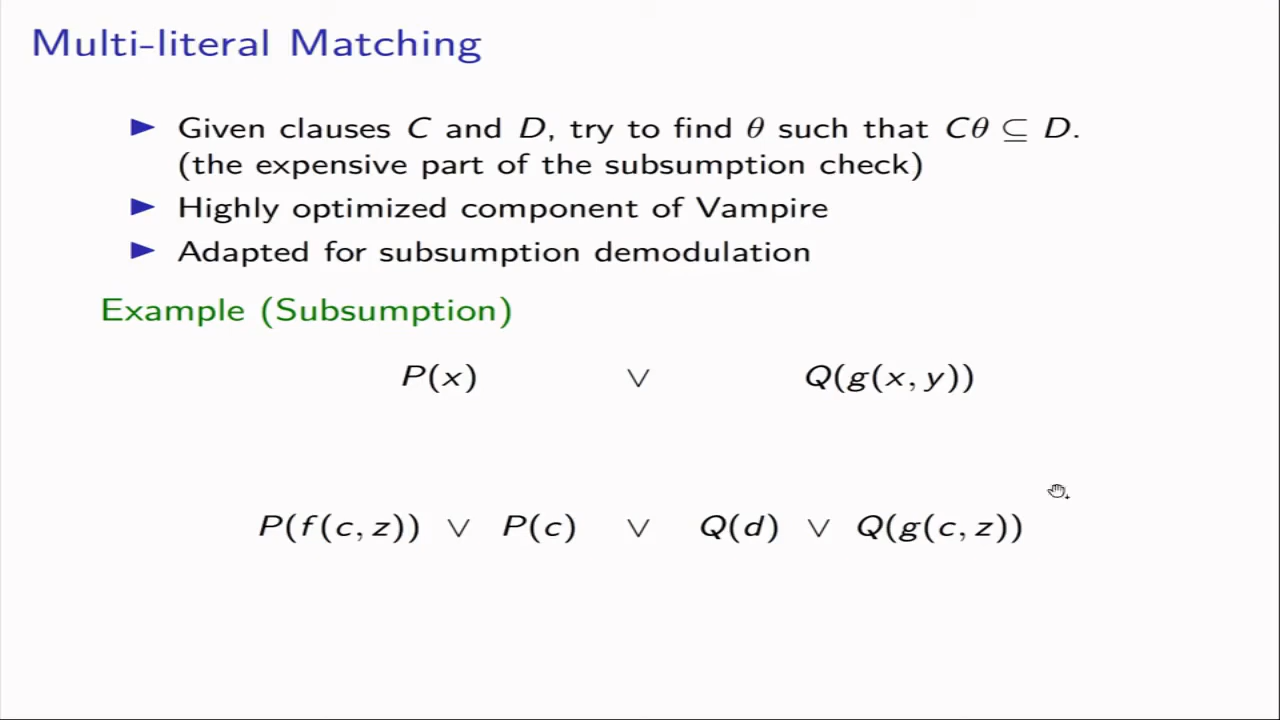 Multi-literal Matching
▶ Given clauses C and D, try to find θ such that Cθ ⊆ D.
(the expensive part of the subsumption check)
▶ Highly optimized component of Vampire
▶ Adapted for subsumption demodulation
Example (Subsumption)
P(x) ∨ Q(g(x, y))
P(f(c, z)) ∨ P(c) ∨ Q(d) ∨ Q(g(c, z))